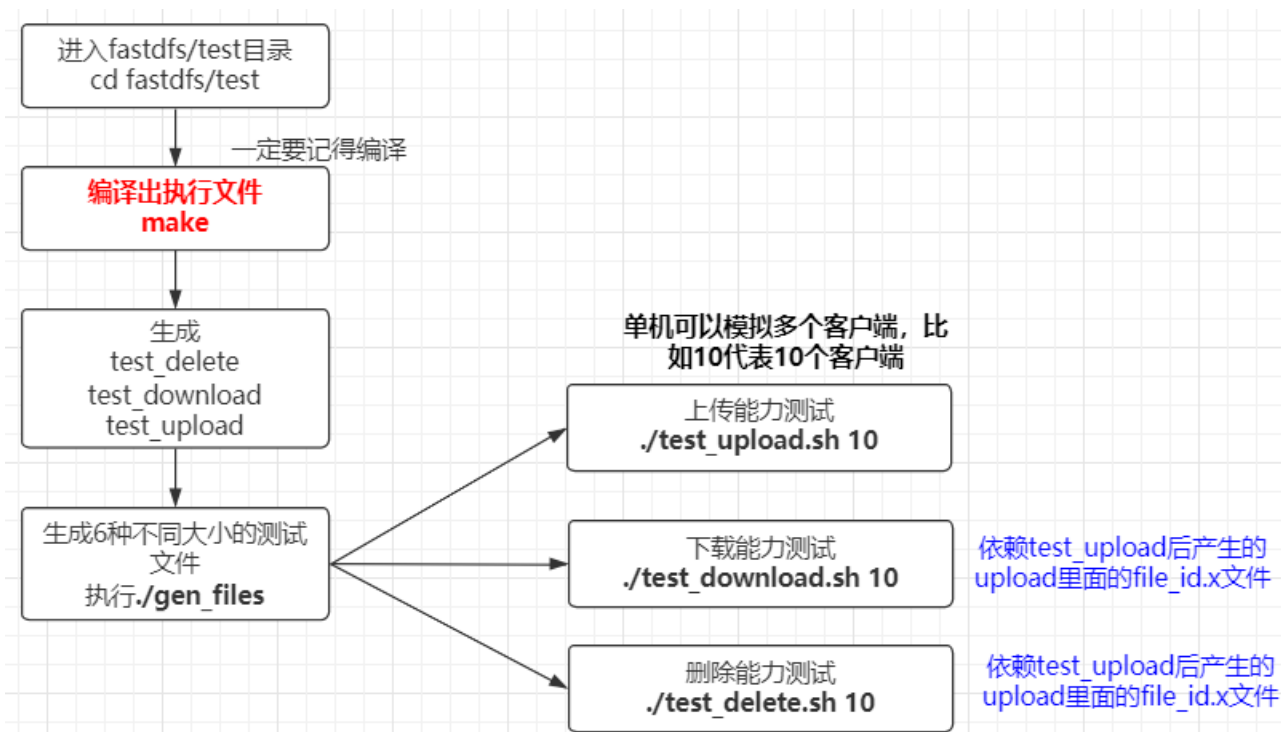 进入fastdfs/test目录
cd fastdfs/test
一定要记得编译
编译出执行文件
make
生成
test_delete
test_download
test_upload
生成6种不同大小的测试
文件
执行./gen_files
单机可以模拟多个客户端，比
如10代表10个客户端
上传能力测试
./test_upload.sh 10
下载能力测试
./test_download.sh 10
依赖test_upload后产生的
upload里面的file_id.x文件
删除能力测试
./test_delete.sh 10
依赖test_upload后产生的
upload里面的file_id.x文件